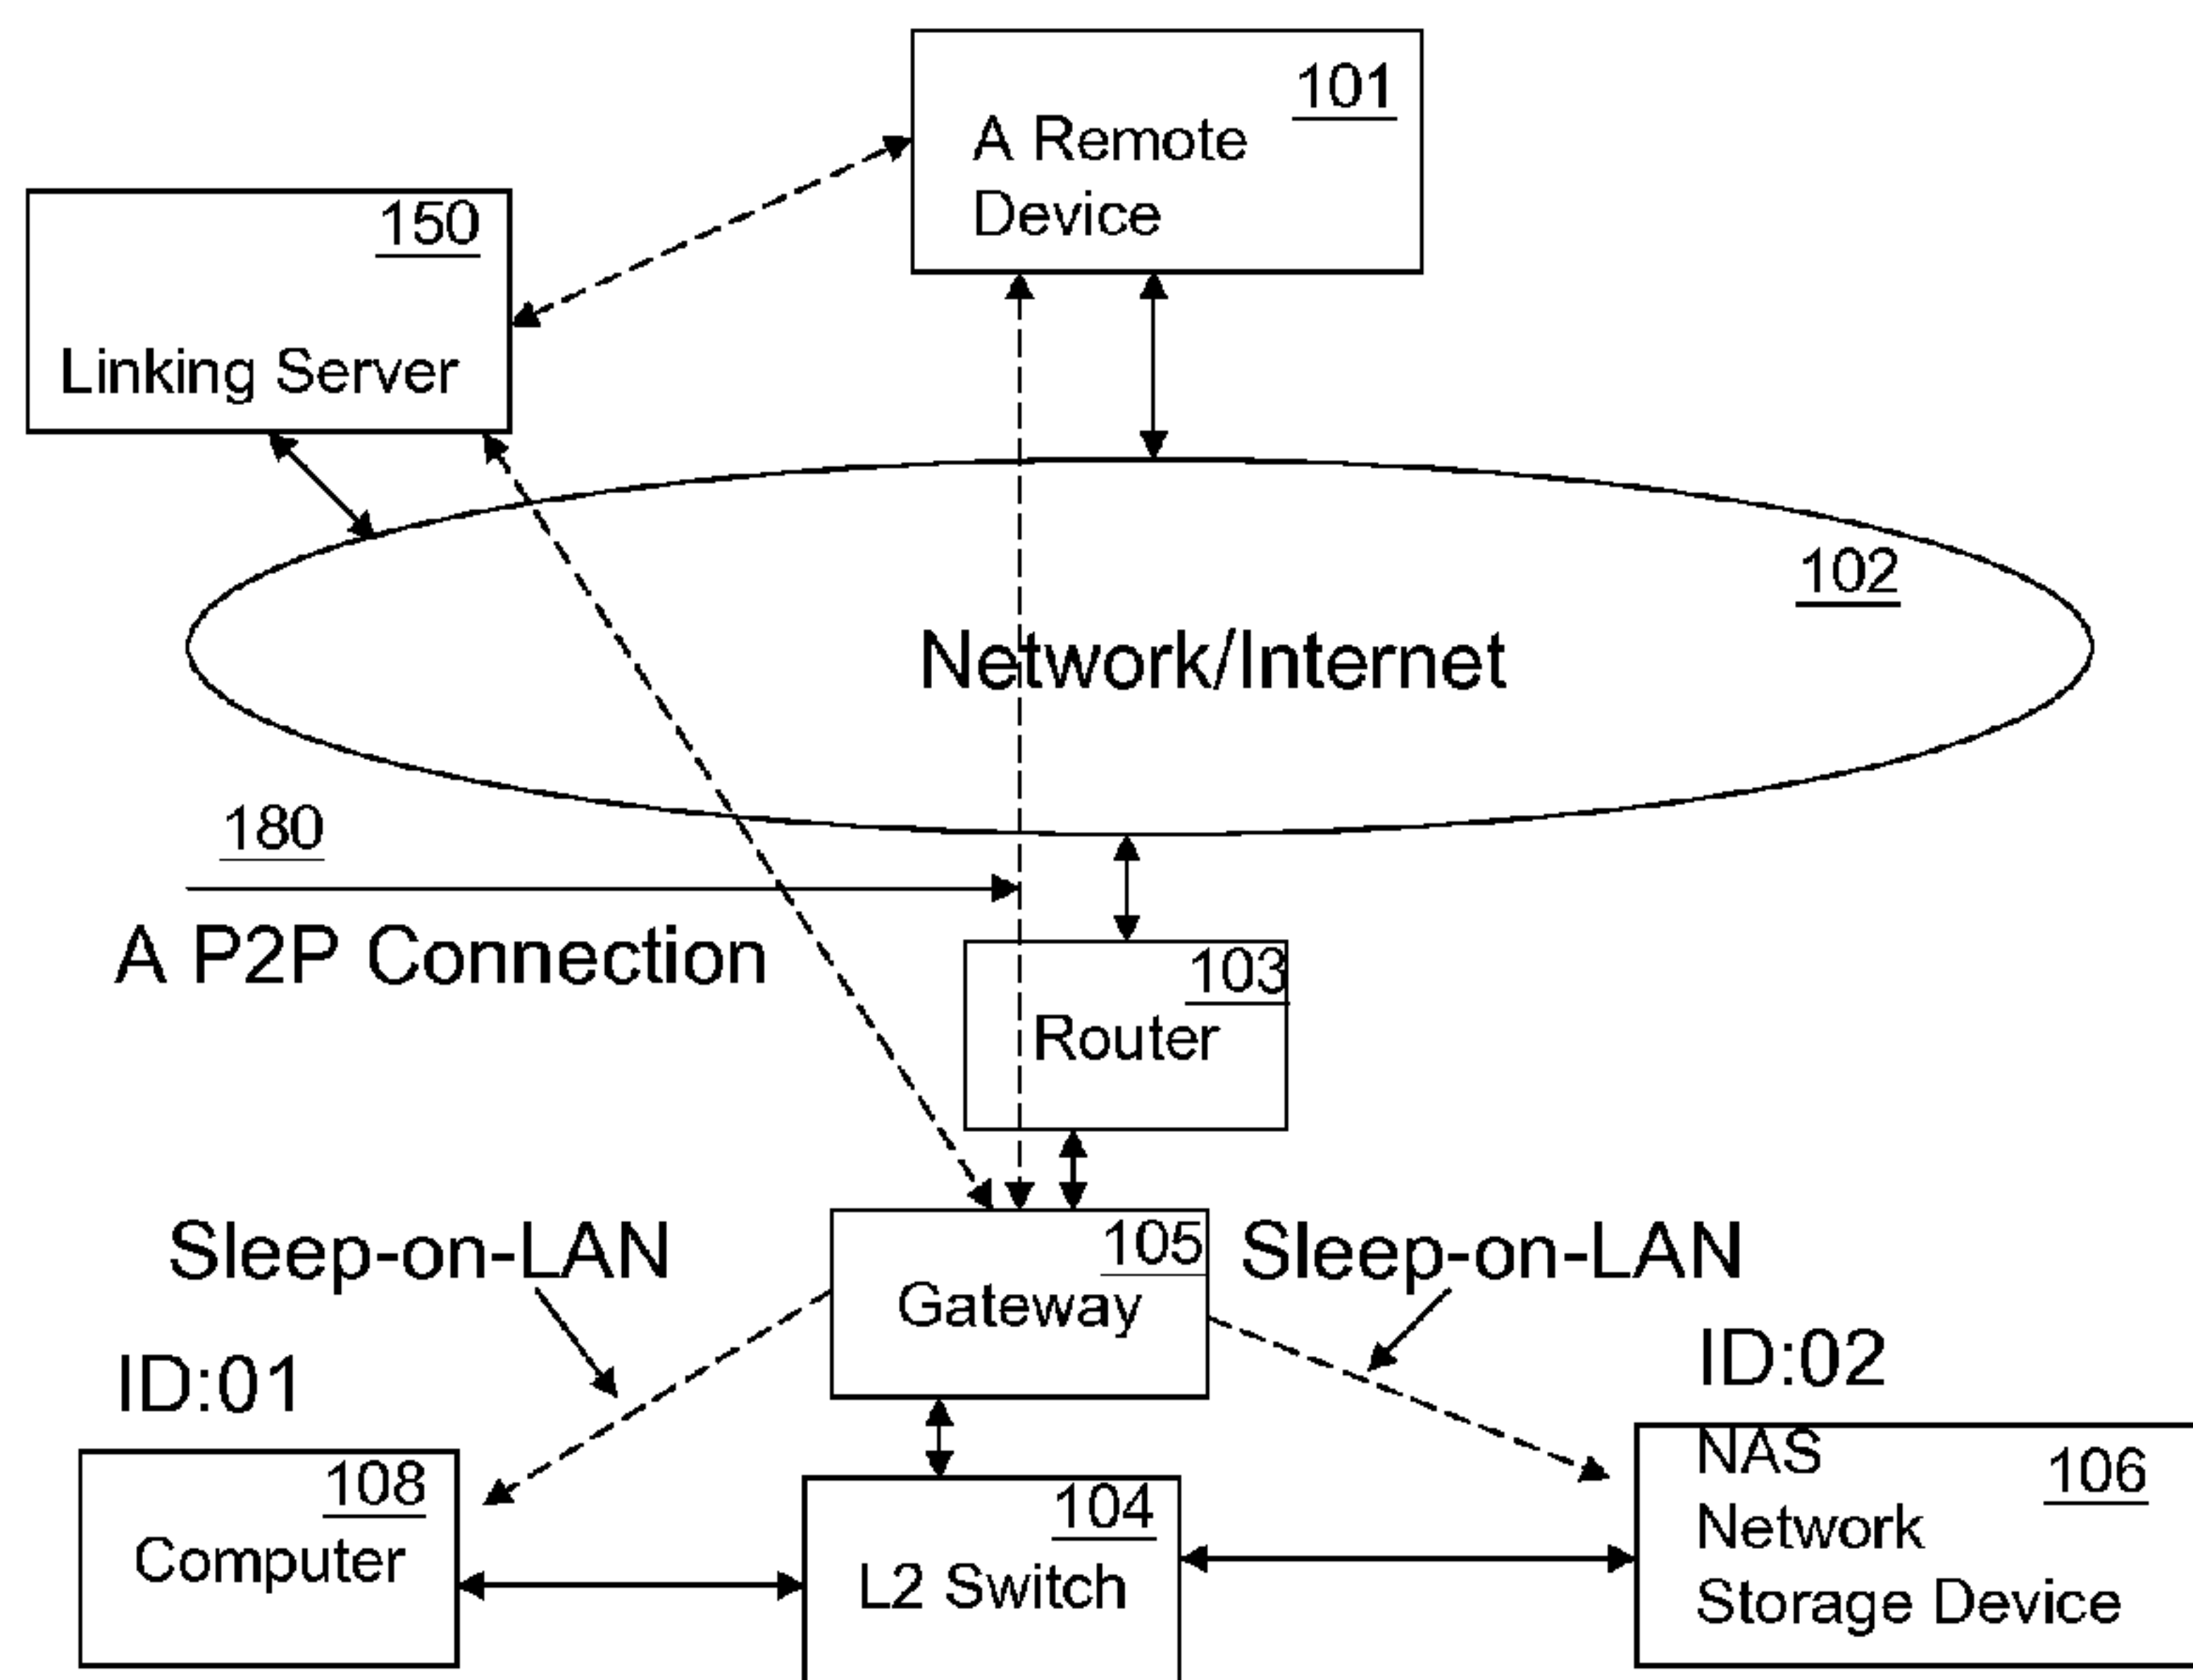 101
A Remote
Device
150
Linking Server
102
Network/Internet
180
A P2P Connection
103
Router
Sleep-on-LAN
105
Gateway
Sleep-on-LAN
ID:01
ID:02
108
Computer
104
L2 Switch
NAS
106
Network
Storage Device